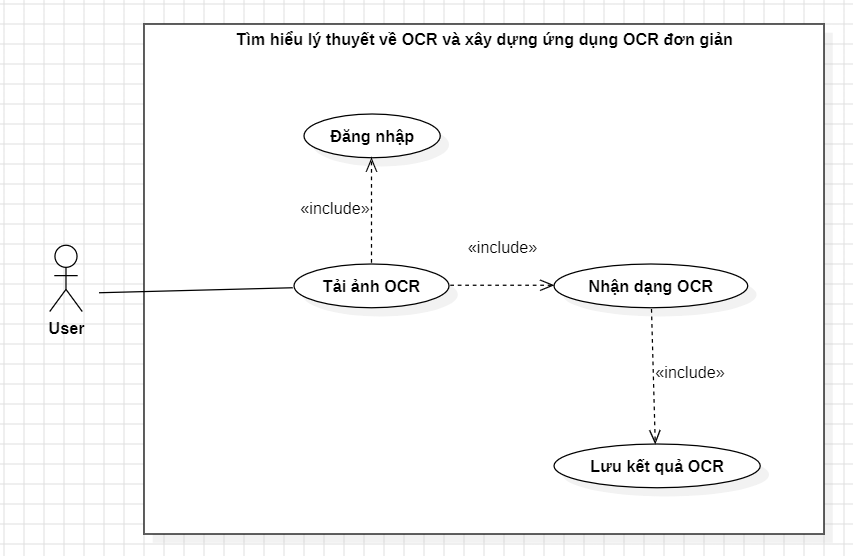 Tìm hiểu lý thuyết về OCR và xây dựng ứng dụng OCR đơn giản
Đăng nhập
«include»
«include»
Tải ảnh OCR
Nhận dạng OCR
User
«include»
Lưu kết quả OCR